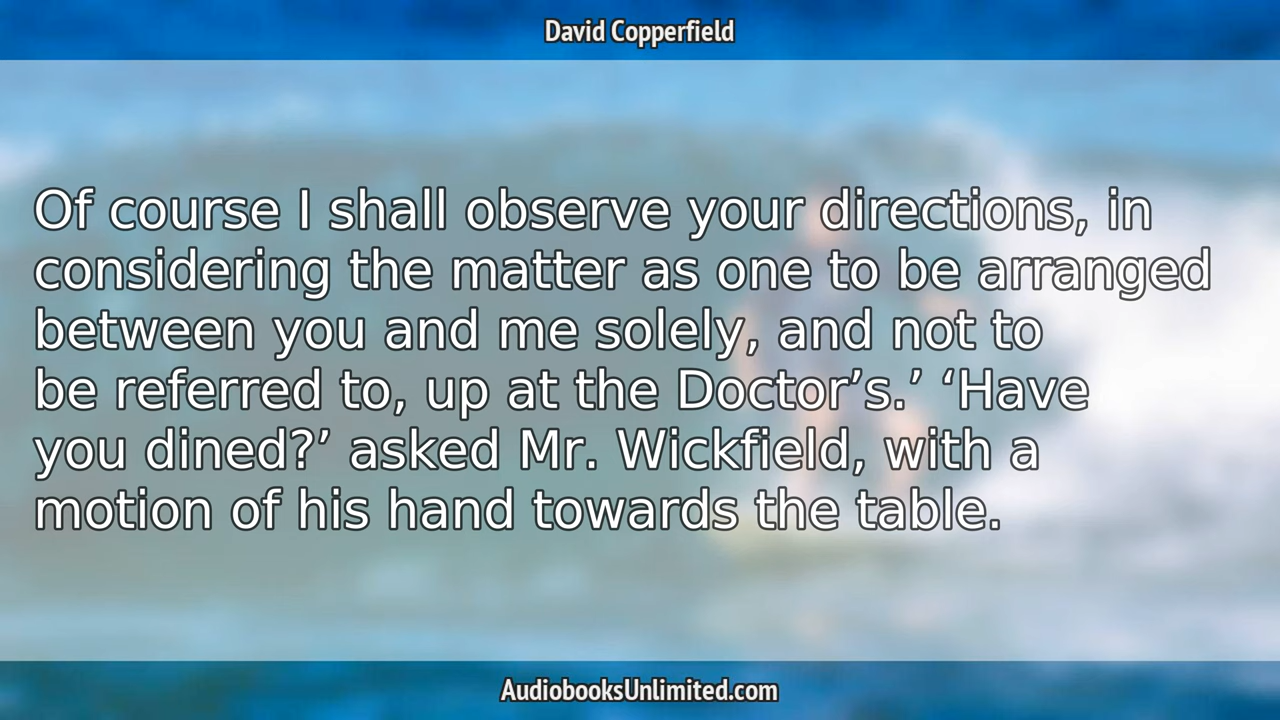 David Copperfield
Of course I shall observe your directions, in
considering the matter as one to be arranged
between you and me solely, and not to
be referred to, up at the Doctor’s.’ ‘Have
you dined?’ asked Mr. Wickfield, with a
motion of his hand towards the table.
AudiobooksUnlimited.com